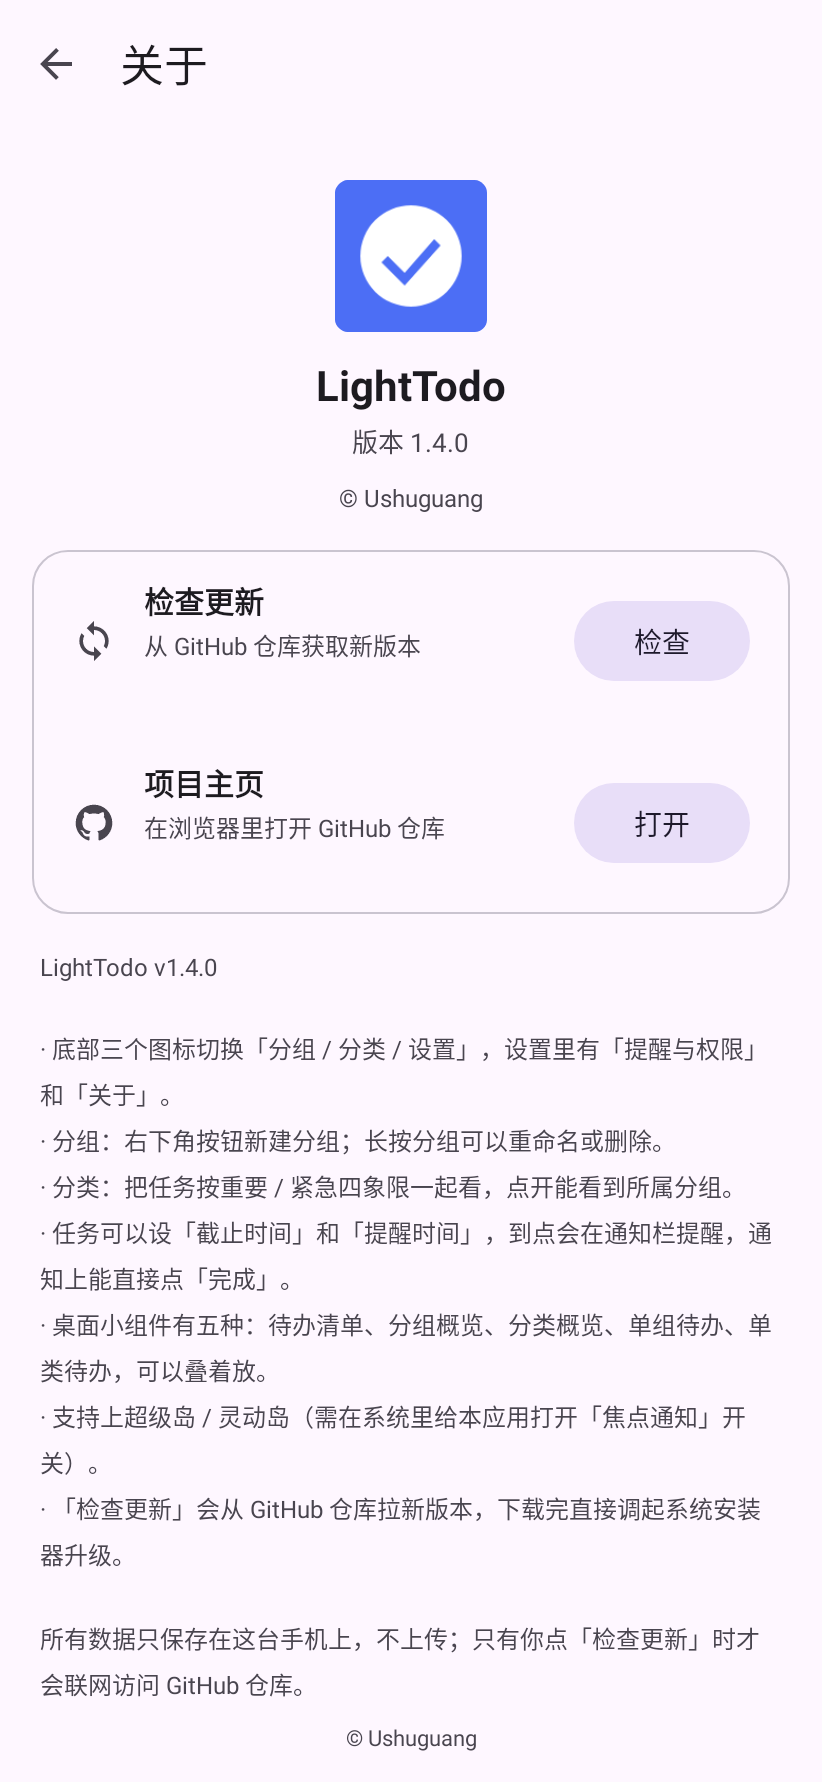 关于
LightTodo
版本 1.4.0
© Ushuguang
检查更新
从 GitHub 仓库获取新版本
检查
项目主页
在浏览器里打开 GitHub 仓库
打开
LightTodo v1.4.0
· 底部三个图标切换「分组 / 分类 / 设置」，设置里有「提醒与权限」
和「关于」。
· 分组：右下角按钮新建分组；长按分组可以重命名或删除。
· 分类：把任务按重要 / 紧急四象限一起看，点开能看到所属分组。
· 任务可以设「截止时间」和「提醒时间」，到点会在通知栏提醒，通
知上能直接点「完成」。
· 桌面小组件有五种：待办清单、分组概览、分类概览、单组待办、单
类待办，可以叠着放。
· 支持上超级岛 / 灵动岛（需在系统里给本应用打开「焦点通知」开
关）。
· 「检查更新」会从 GitHub 仓库拉新版本，下载完直接调起系统安装
器升级。
所有数据只保存在这台手机上，不上传；只有你点「检查更新」时才
会联网访问 GitHub 仓库。
© Ushuguang